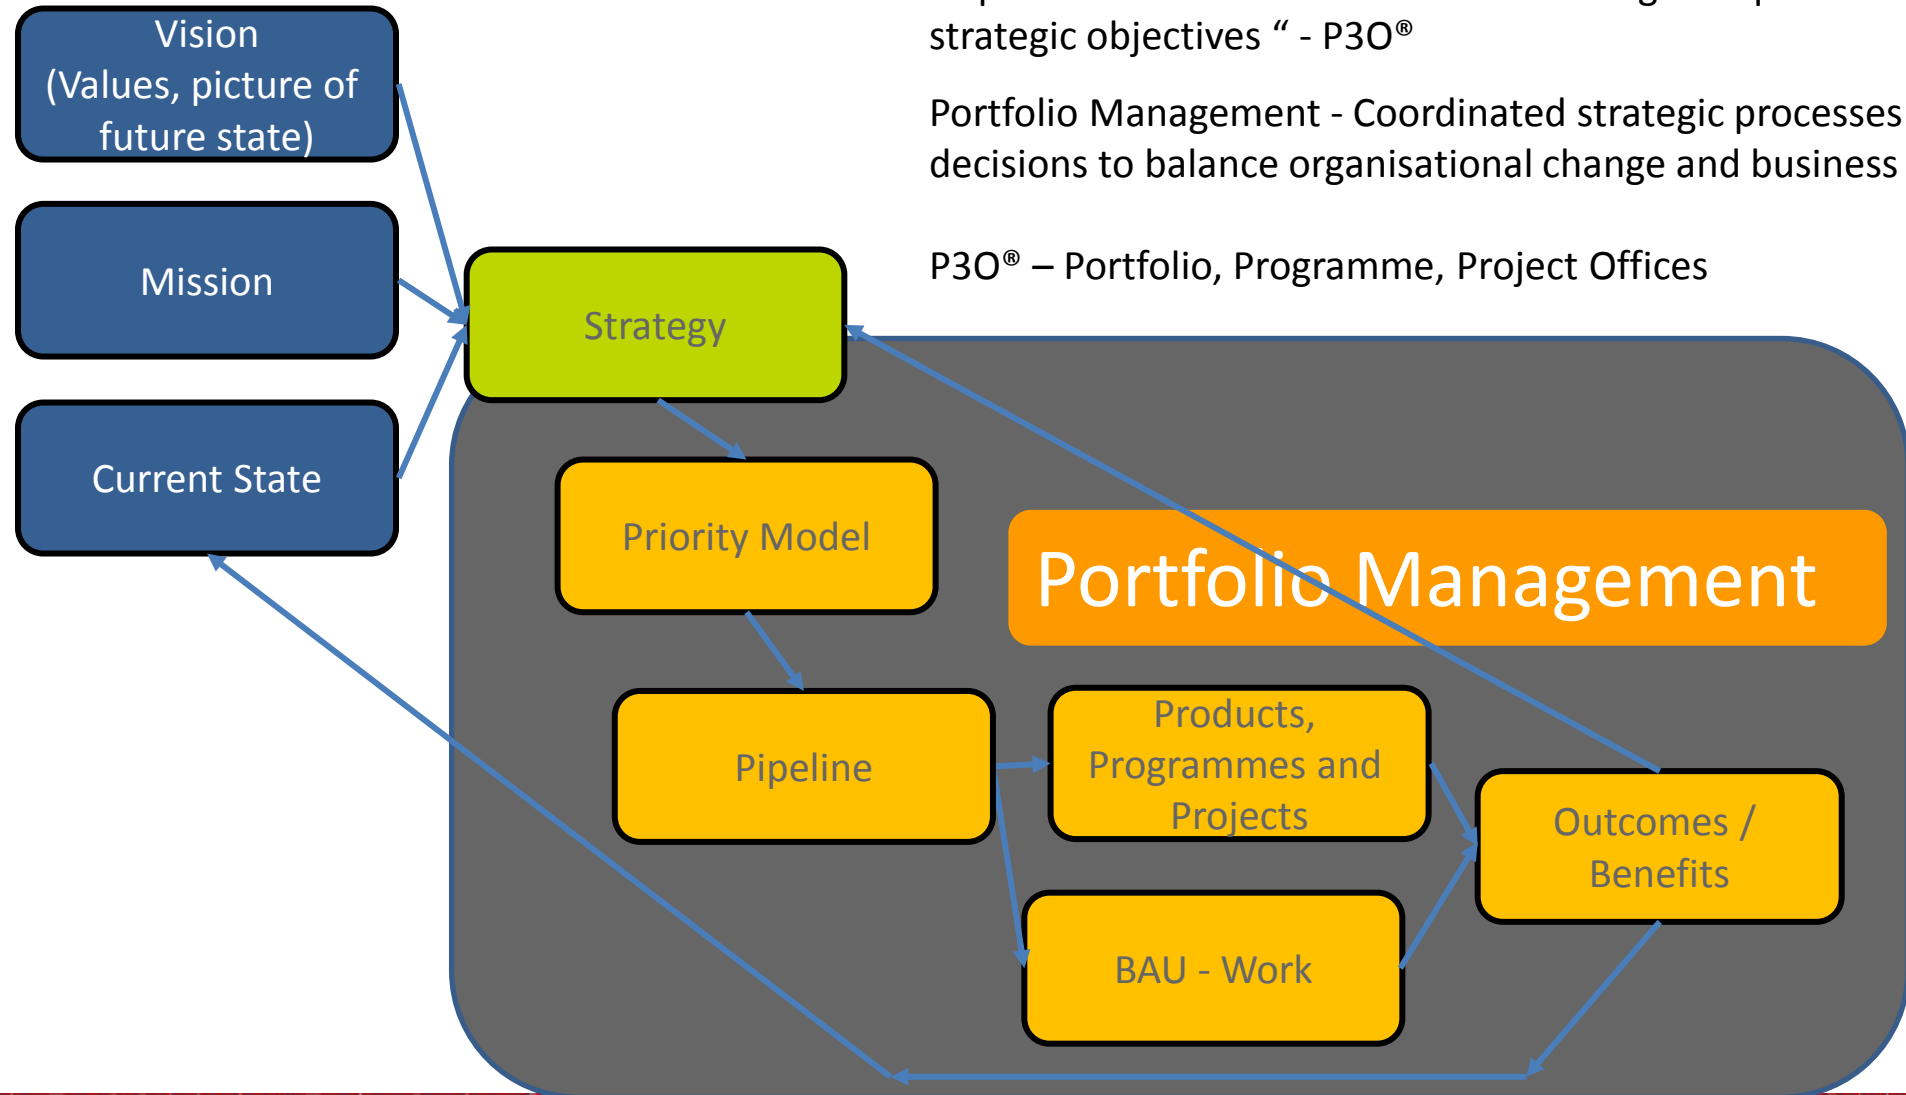 strategic objectives “ - P3O®
Portfolio Management - Coordinated strategic processes
decisions to balance organisational change and business
P3O® – Portfolio, Programme, Project Offices
Vision
(Values, picture of
future state)
Mission
Current State
Strategy
Priority Model
Portfolio Management
Pipeline
Products,
Programmes and
Projects
BAU - Work
Outcomes /
Benefits